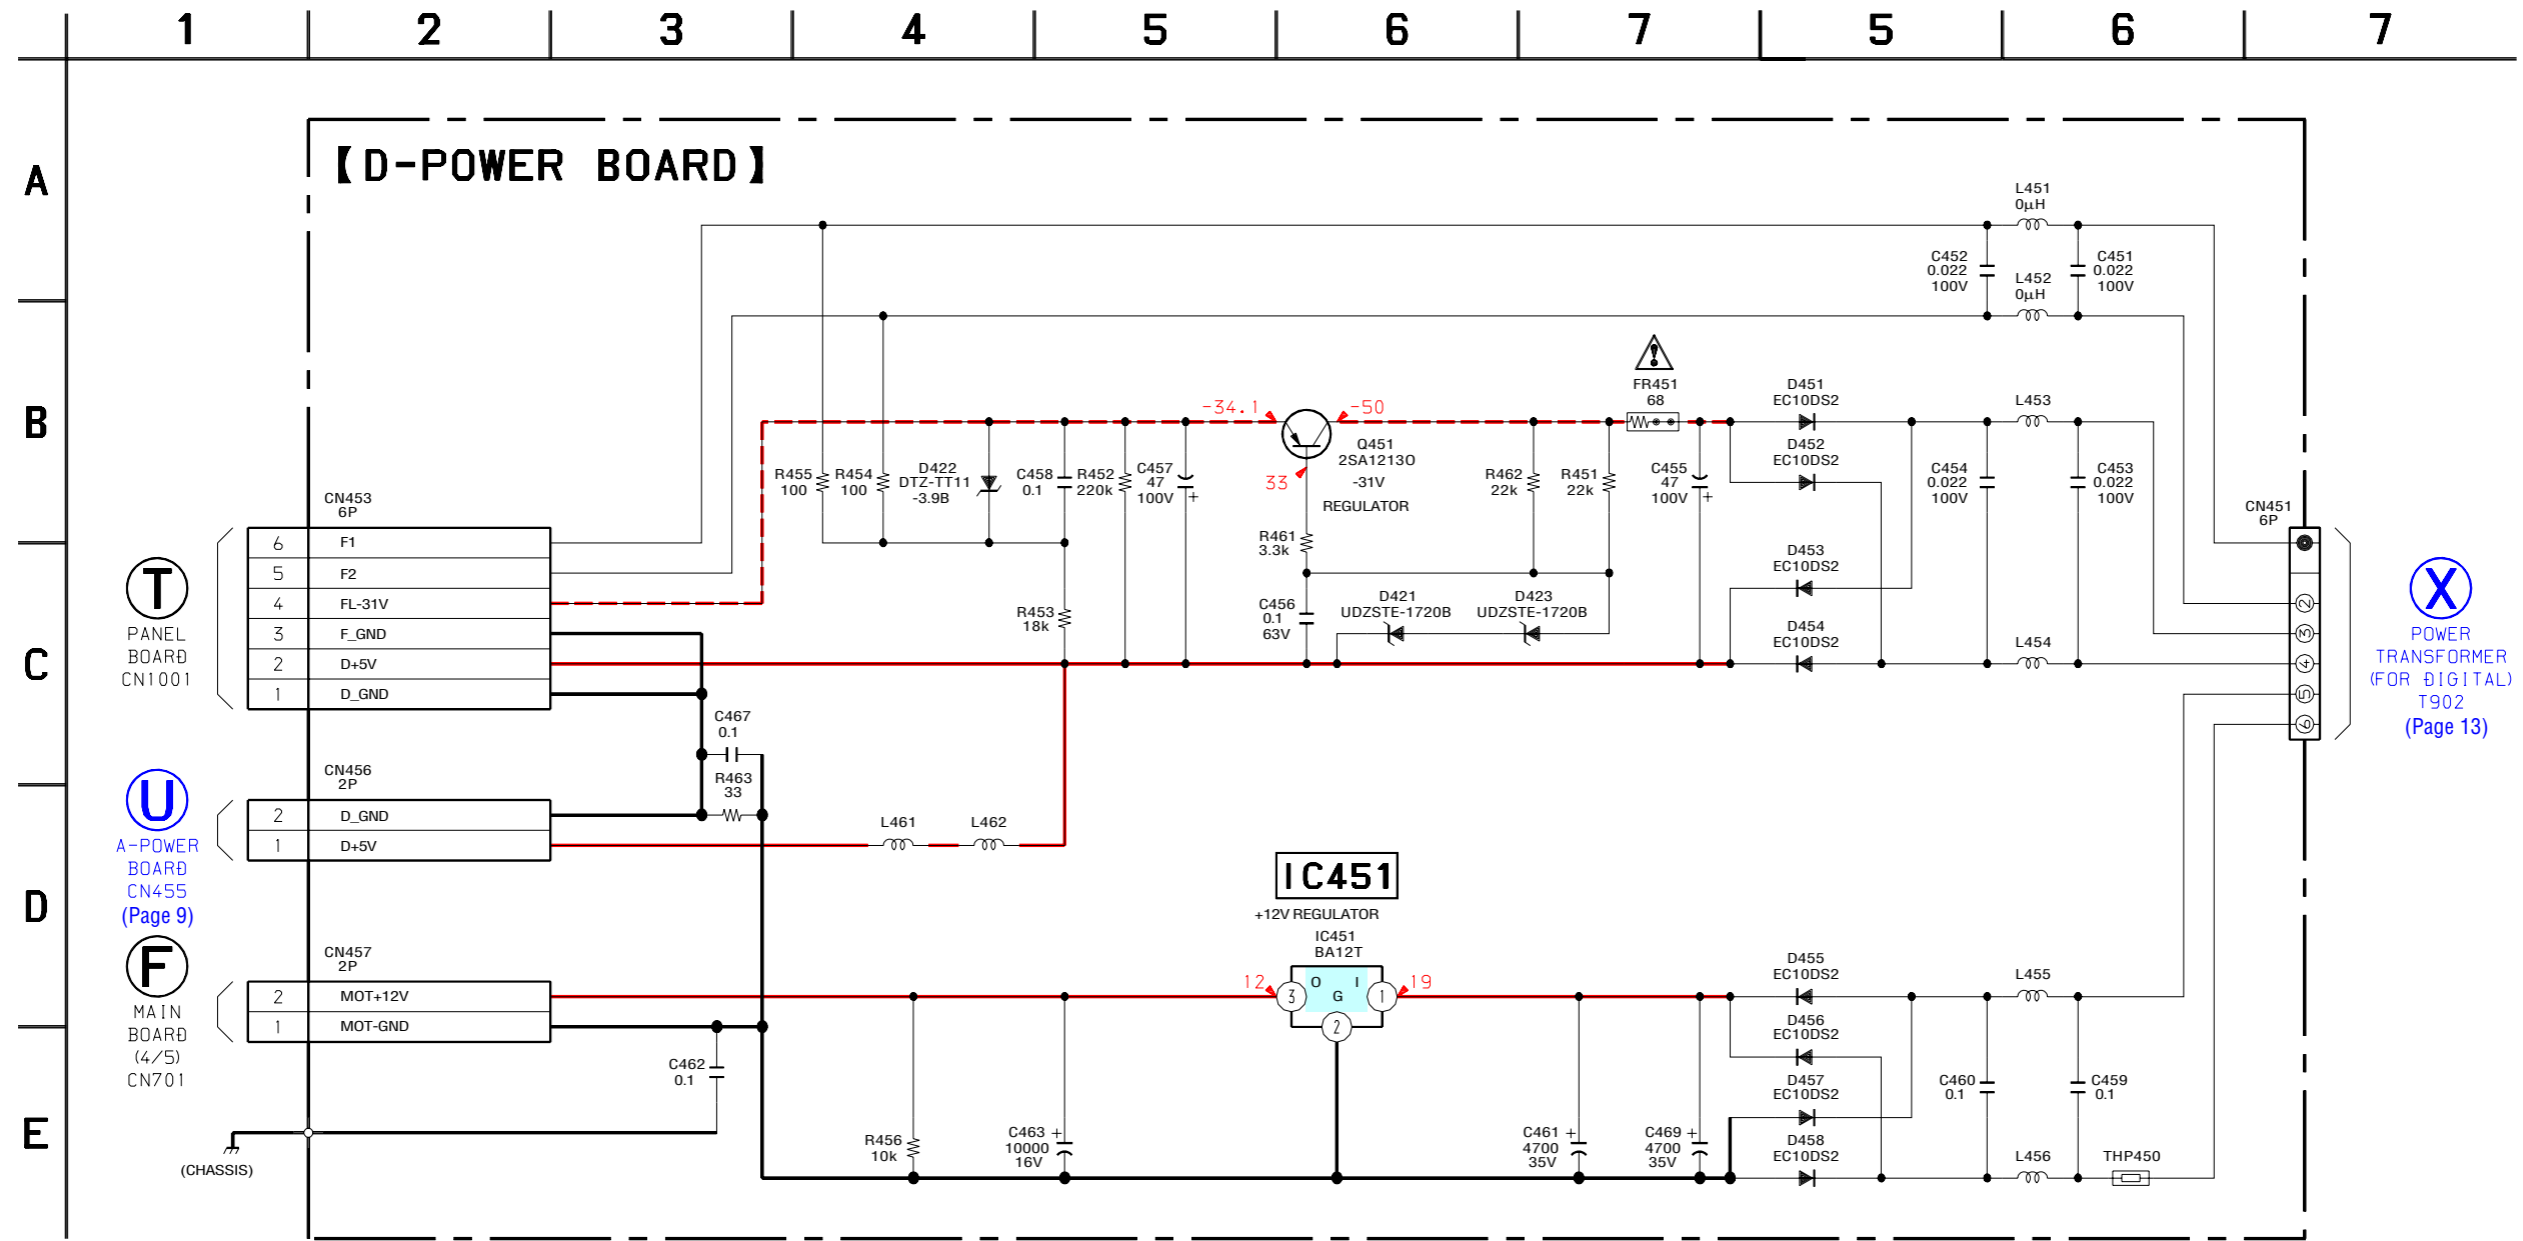 1 2 3 4 5 6 7 5 6 7
A
【D-POWER BOARD】
L451
0μH
C452
0.022
100V
C451
0.022
100V
L452
0μH
B
FR451
68
D451
EC10DS2
L453
-34.1
-50
Q451
2SA1213O
-31V
REGULATOR
33
D452
EC10DS2
R455
100
R454
100
D422
DTZ-TT11
-3.9B
C458
0.1
R452
220k
C457
47
100V
+
R462
22k
R451
22k
C455
47
100V
+
C454
0.022
100V
C453
0.022
100V
CN453
6P
CN451
6P
R461
3.3k
D453
EC10DS2
C
6 F1
5 F2
4 FL-31V
3 F_GND
2 D+5V
1 D_GND
T
PANEL
BOARD
CN1001
R453
18k
C456
0.1
63V
D421
UDZSTE-1720B
D423
UDZSTE-1720B
D454
EC10DS2
L454
2
3
4
5
6
X
POWER
TRANSFORMER
(FOR DIGITAL)
T902
(Page 13)
C467
0.1
R463
33
CN456
2P
2 D_GND
1 D+5V
U
A-POWER
BOARD
CN455
(Page 9)
L461
L462
D
IC451
+12V REGULATOR
IC451
BA12T
12
19
3 O G I 1
2
CN457
2P
2 MOT+12V
1 MOT-GND
F
MAIN
BOARD
(4/5)
CN701
D455
EC10DS2
L455
D456
EC10DS2
C462
0.1
D457
EC10DS2
C460
0.1
C459
0.1
E
(CHASSIS)
R456
10k
C463 +
10000
16V
C461 +
4700
35V
C469 +
4700
35V
D458
EC10DS2
L456
THP450